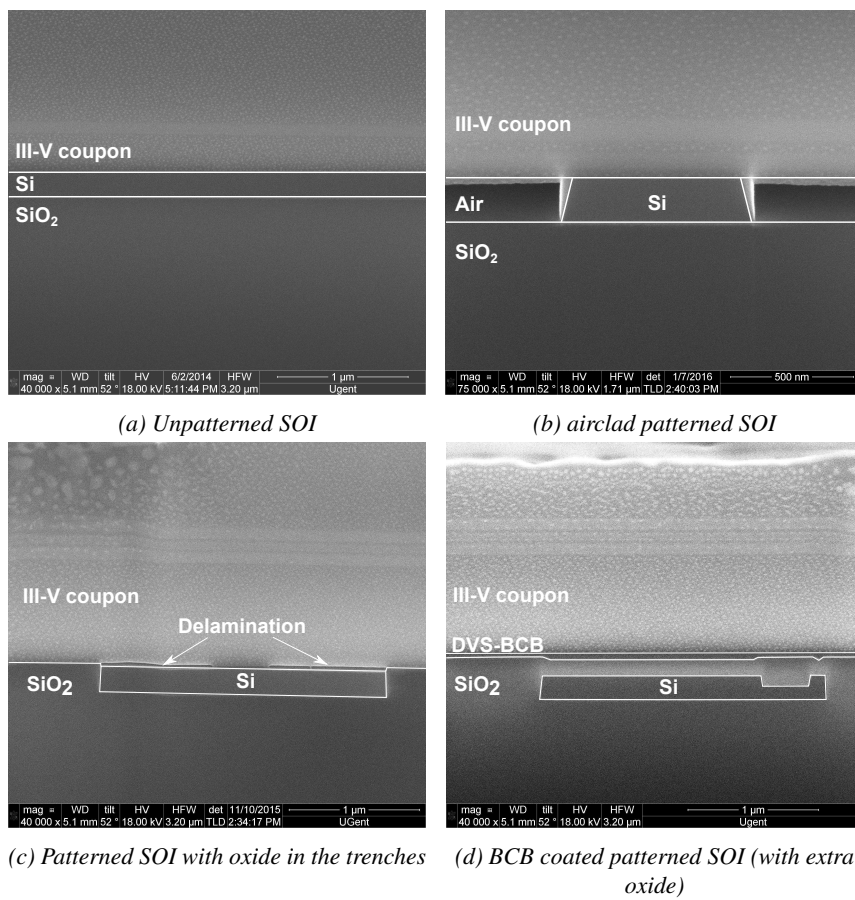 III-V coupon
Si
SiO2
mag ≡ WD tilt HV 6/2/2014 HFW 1 µm
40 000 x 5.1 mm 52 ° 18.00 kV 5:11:44 PM 3.20 µm Ugent
(a) Unpatterned SOI
III-V coupon
Air Si
SiO2
mag ≡ WD tilt HV HFW det 1/7/2016 500 nm
75 000 x 5.1 mm 52 ° 18.00 kV 1.71 µm TLD 2:40:03 PM
(b) airclad patterned SOI
III-V coupon
Delamination
SiO2 Si
mag ≡ WD tilt HV HFW det 11/10/2015 1 µm
40 000 x 5.1 mm 52 ° 18.00 kV 3.20 µm TLD 2:34:17 PM UGent
(c) Patterned SOI with oxide in the trenches
III-V coupon
DVS-BCB
SiO2 Si
mag ≡ WD tilt HV HFW 1 µm
40 000 x 5.1 mm 52 ° 18.00 kV 3.20 µm Ugent
(d) BCB coated patterned SOI (with extra
oxide)